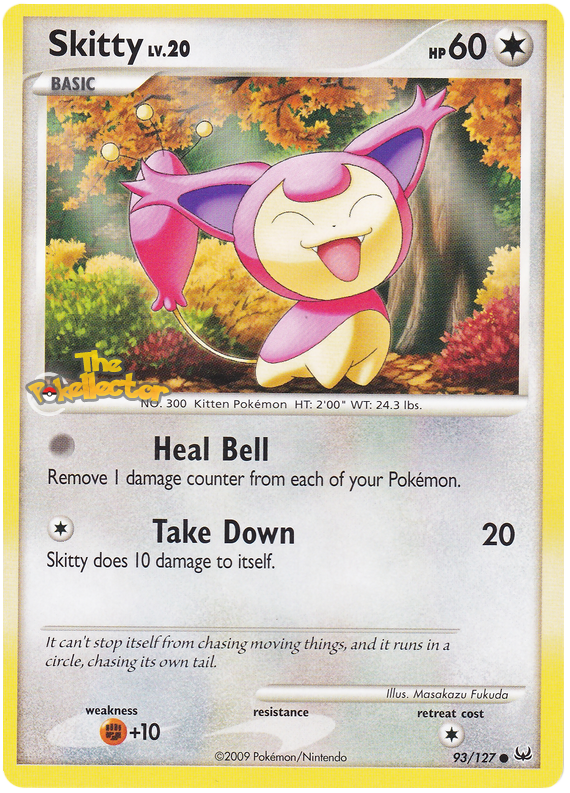 Skitty LV.20 HP 60
BASIC
The
Pokéllector
NO. 300 Kitten Pokémon HT: 2'00" WT: 24.3 lbs.
Heal Bell
Remove 1 damage counter from each of your Pokémon.
Take Down 20
Skitty does 10 damage to itself.
It can't stop itself from chasing moving things, and it runs in a
circle, chasing its own tail.
Illus. Masakazu Fukuda
weakness resistance retreat cost
+10
©2009 Pokémon/Nintendo 93/127